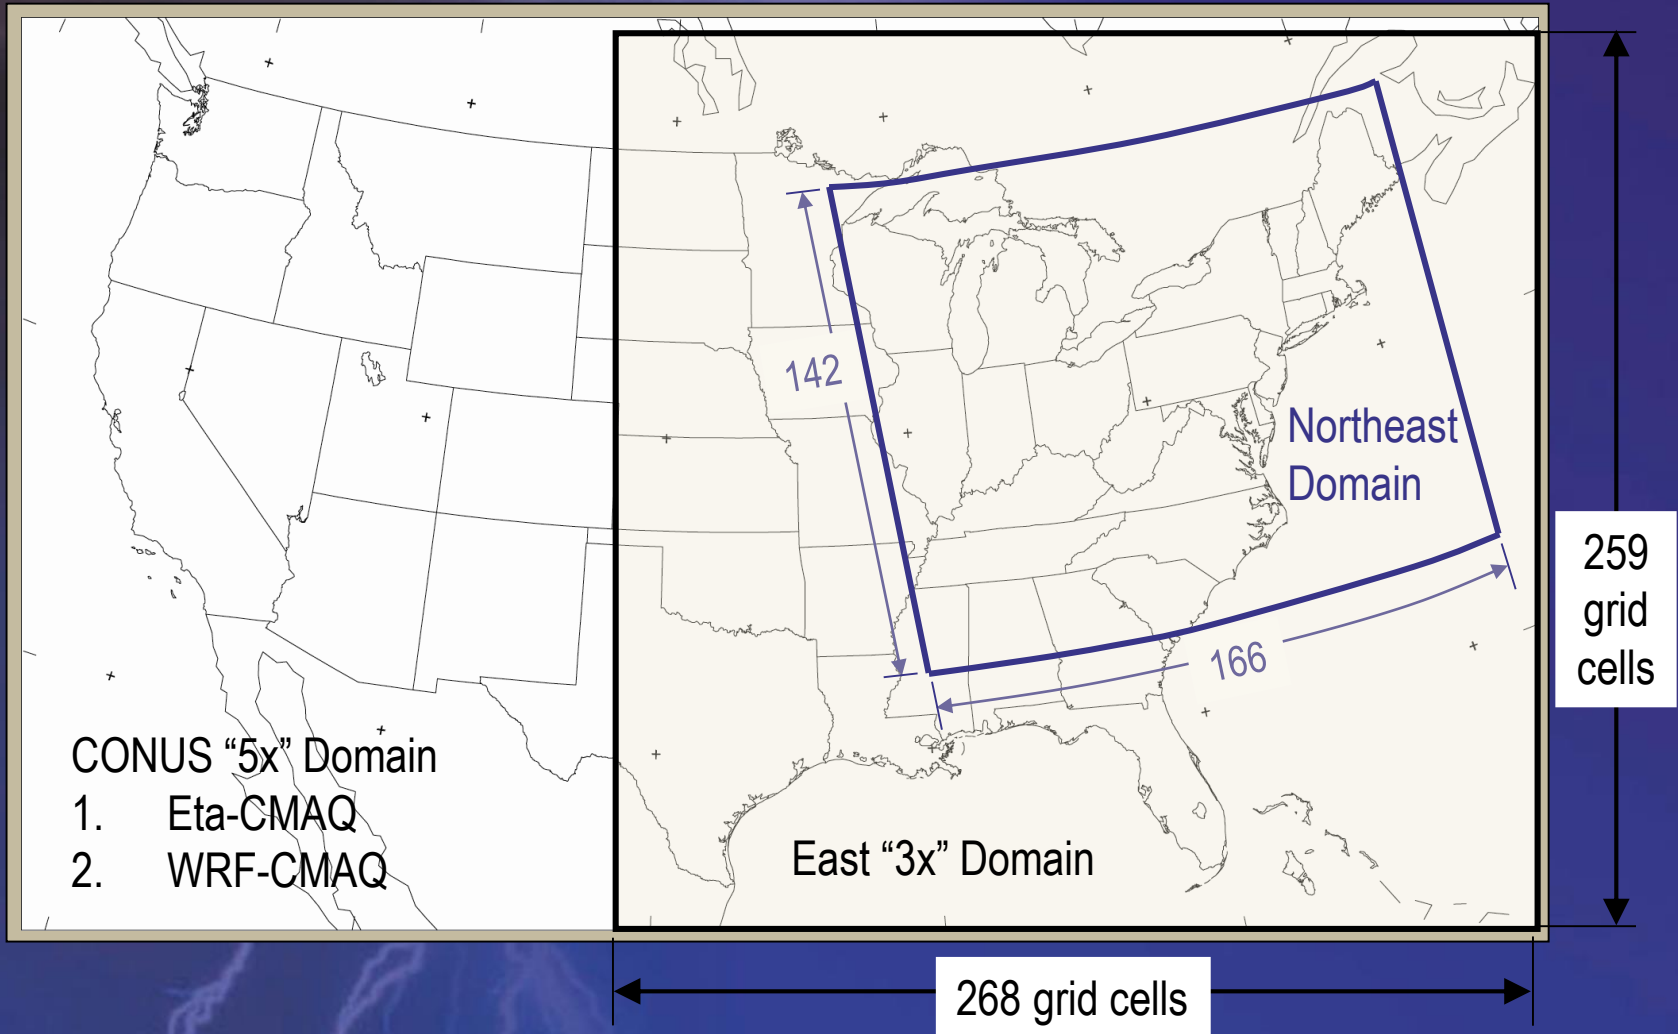 142
Northeast
Domain
259
grid
cells
166
CONUS “5x” Domain
1. Eta-CMAQ
2. WRF-CMAQ
East “3x” Domain
268 grid cells